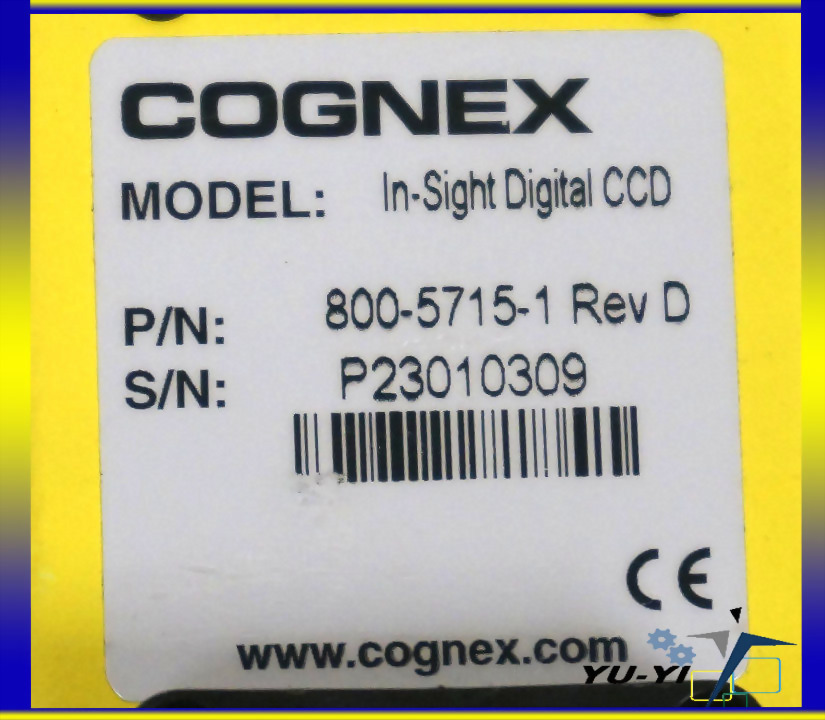 COGNEX
MODEL: In-Sight Digital CCD
P/N: 800-5715-1 Rev D
S/N: P23010309
CE
www.cognex.com
YU-YI